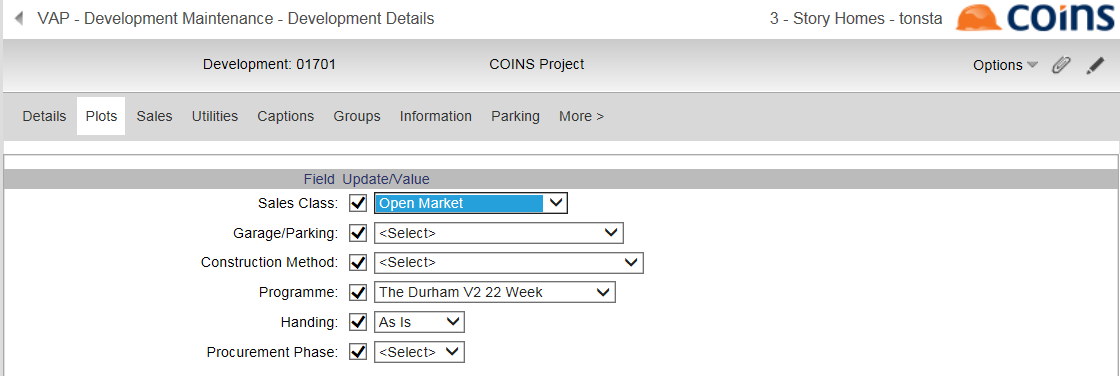 VAP - Development Maintenance - Development Details 3 - Story Homes - tonsta coins
Development: 01701 COINS Project Options
Details Plots Sales Utilities Captions Groups Information Parking More >
Field Update/Value
Sales Class: Open Market
Garage/Parking: <Select>
Construction Method: <Select>
Programme: The Durham V2 22 Week
Handing: As Is
Procurement Phase: <Select>